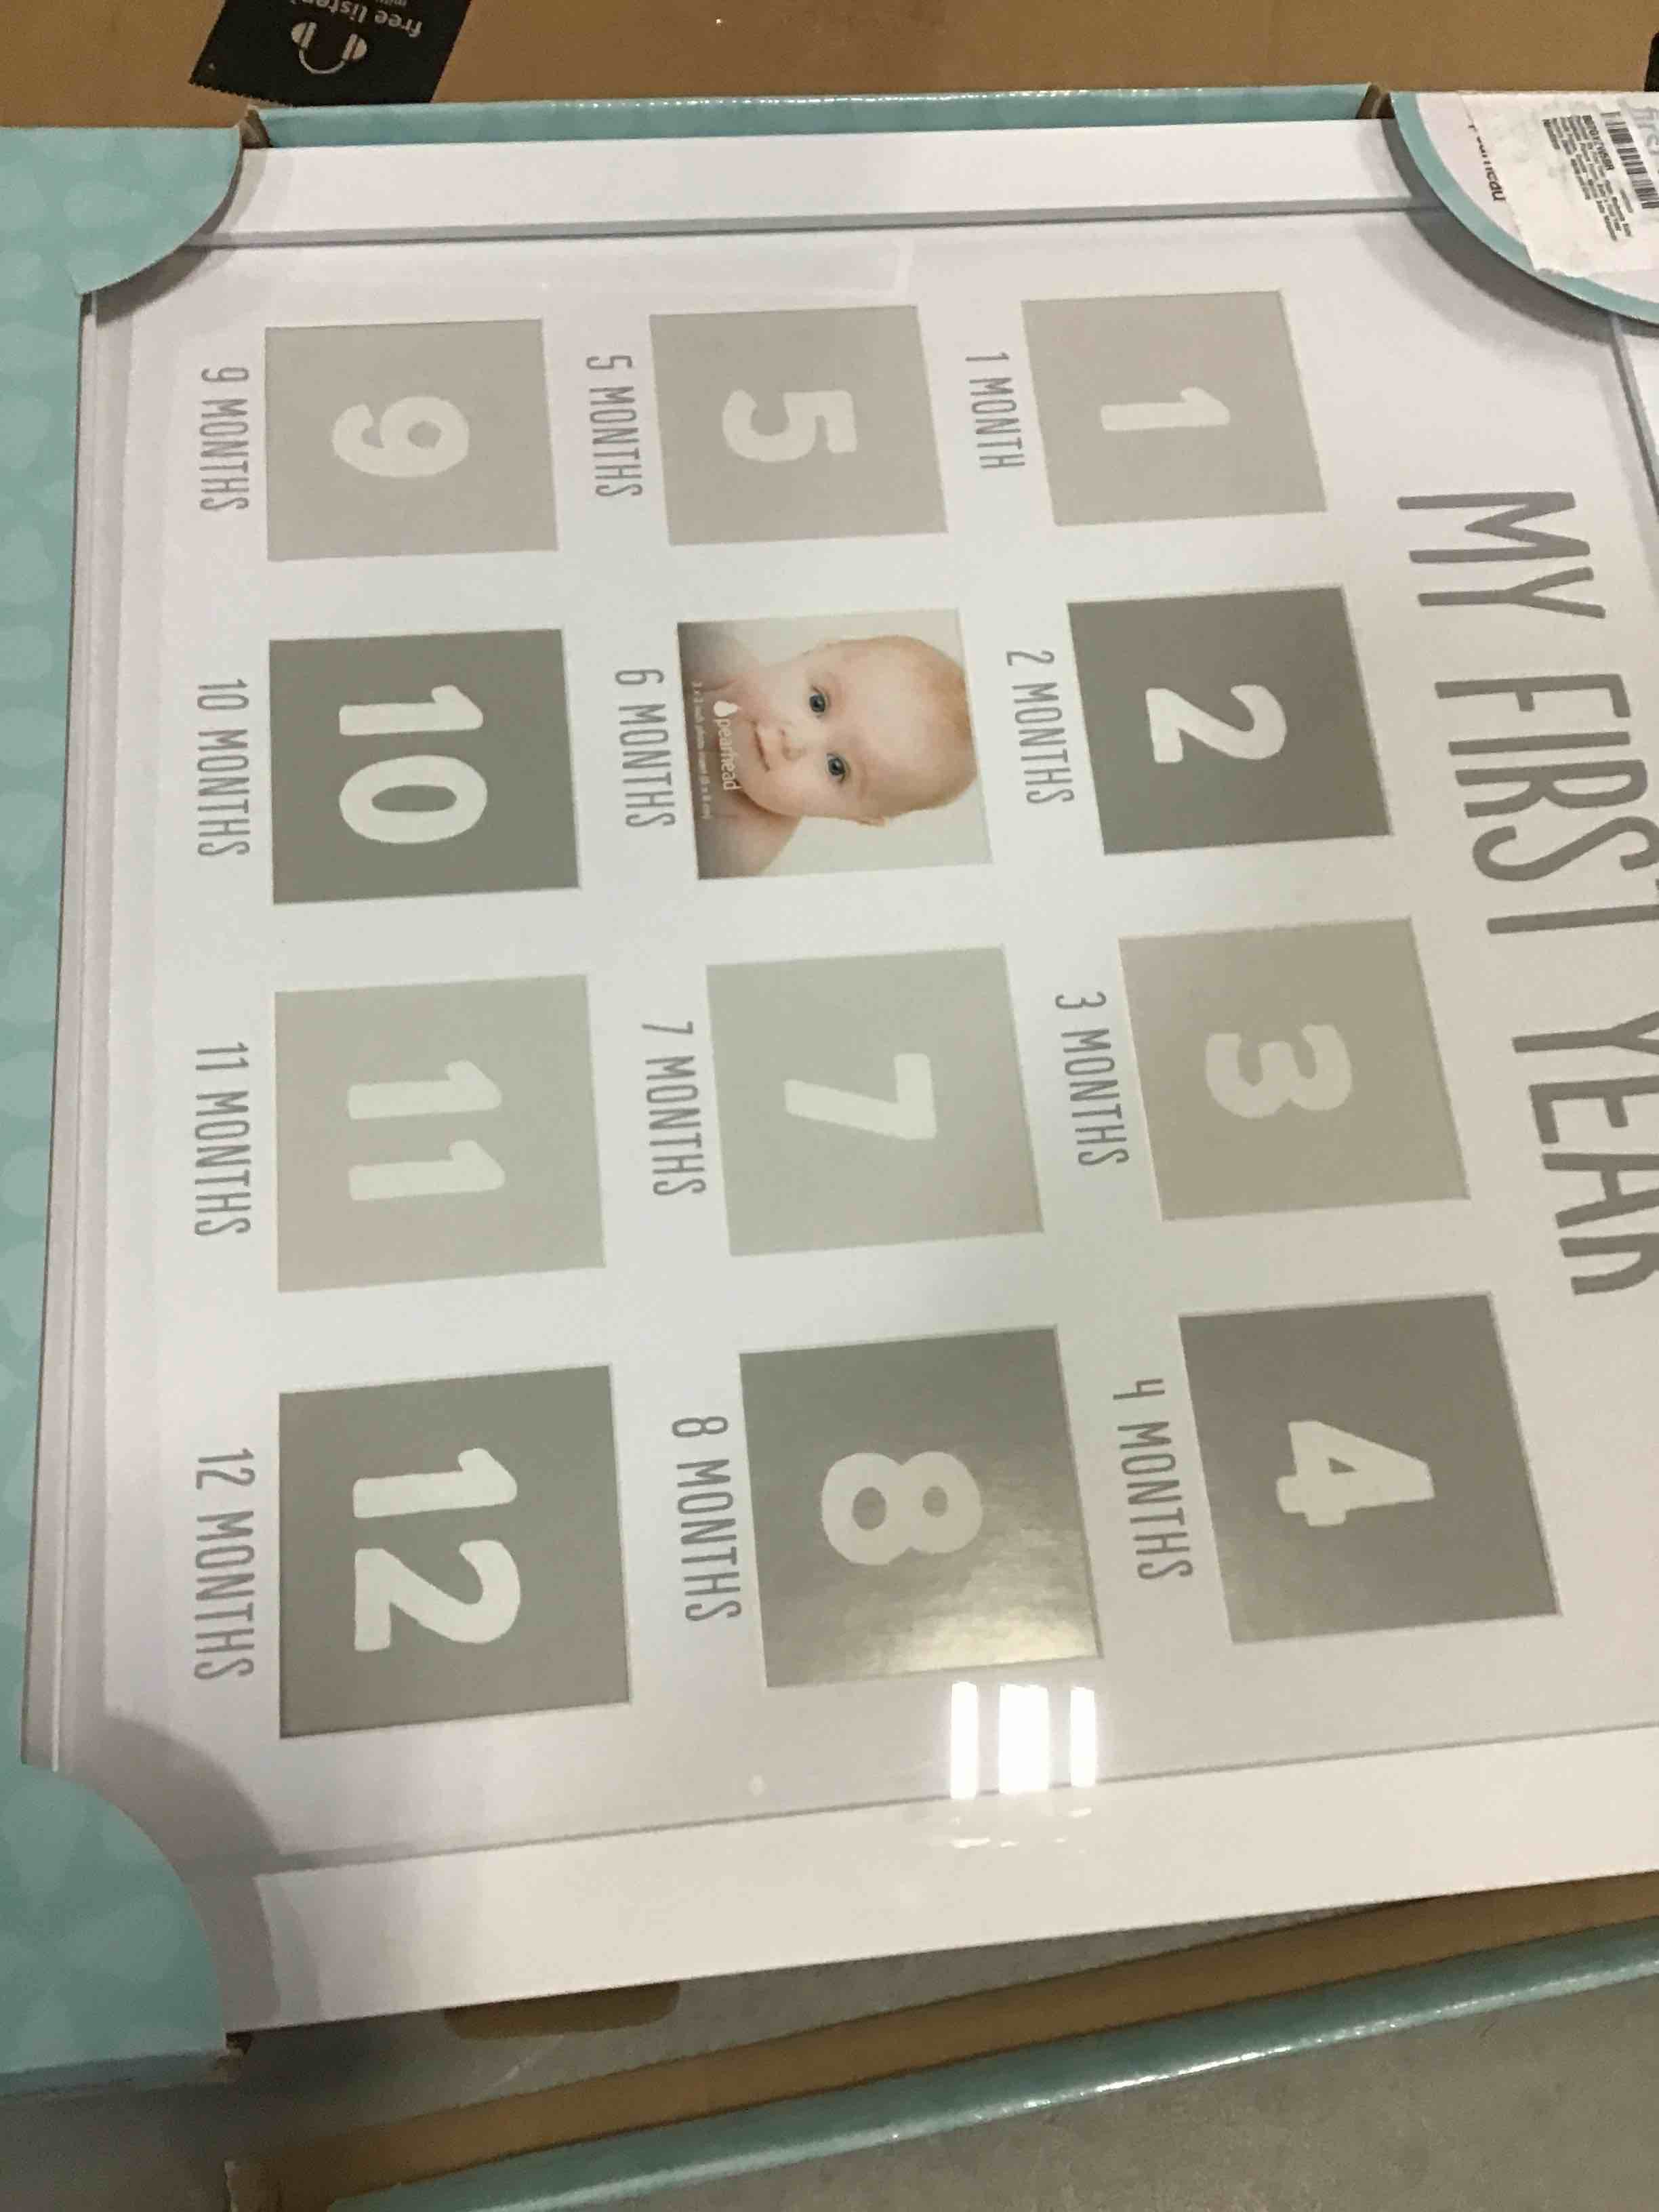 MY FIRST YEAR
1
2
3
4
1 MONTH
2 MONTHS
3 MONTHS
4 MONTHS
5
pearhead
7
8
5 MONTHS
6 MONTHS
7 MONTHS
8 MONTHS
9
10
11
12
9 MONTHS
10 MONTHS
11 MONTHS
12 MONTHS
free